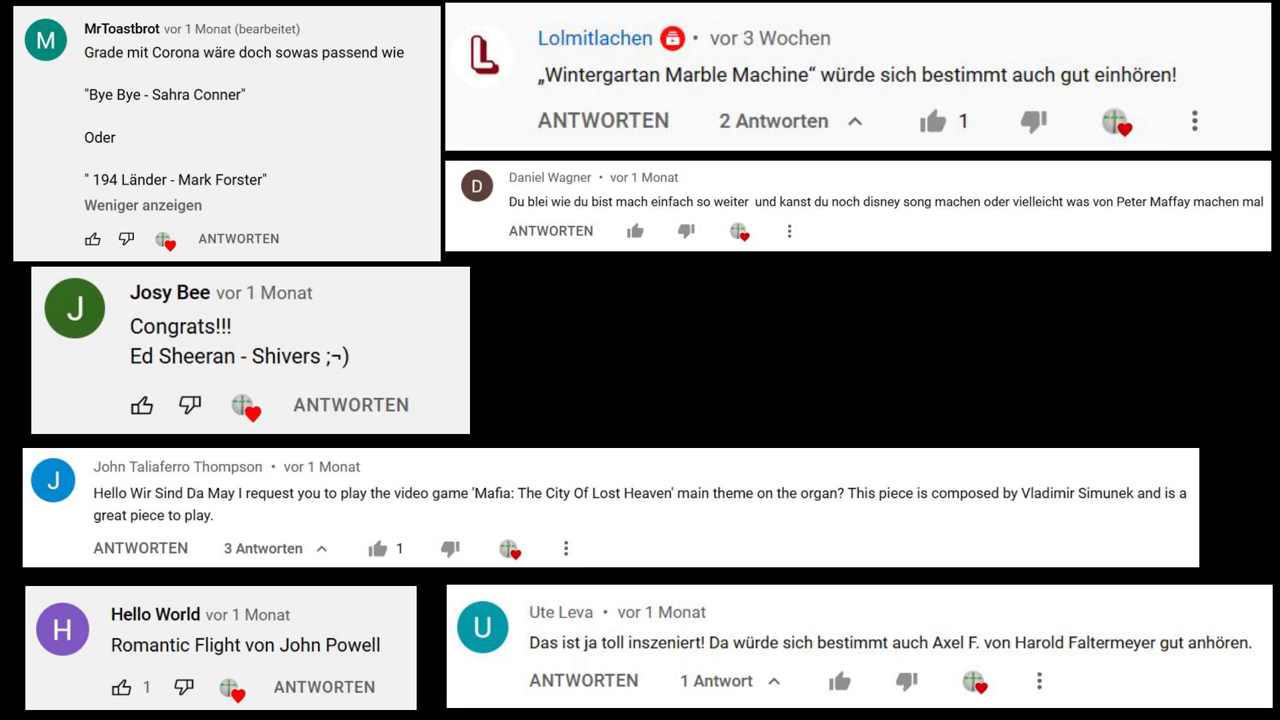 M
MrToastbrot vor 1 Monat (bearbeitet)
Grade mit Corona wäre doch sowas passend wie
"Bye Bye - Sahra Conner"
Oder
" 194 Länder - Mark Forster"
Weniger anzeigen
ANTWORTEN
L
Lolmitlachen • vor 3 Wochen
„Wintergartan Marble Machine“ würde sich bestimmt auch gut einhören!
ANTWORTEN 2 Antworten 1
D
Daniel Wagner • vor 1 Monat
Du blei wie du bist mach einfach so weiter und kanst du noch disney song machen oder vielleicht was von Peter Maffay machen mal
ANTWORTEN
J
Josy Bee vor 1 Monat
Congrats!!!
Ed Sheeran - Shivers ;¬)
ANTWORTEN
J
John Taliaferro Thompson • vor 1 Monat
Hello Wir Sind Da May I request you to play the video game 'Mafia: The City Of Lost Heaven' main theme on the organ? This piece is composed by Vladimir Simunek and is a
great piece to play.
ANTWORTEN 3 Antworten 1
H
Hello World vor 1 Monat
Romantic Flight von John Powell
1 ANTWORTEN
U
Ute Leva • vor 1 Monat
Das ist ja toll inszeniert! Da würde sich bestimmt auch Axel F. von Harold Faltermeyer gut anhören.
ANTWORTEN 1 Antwort